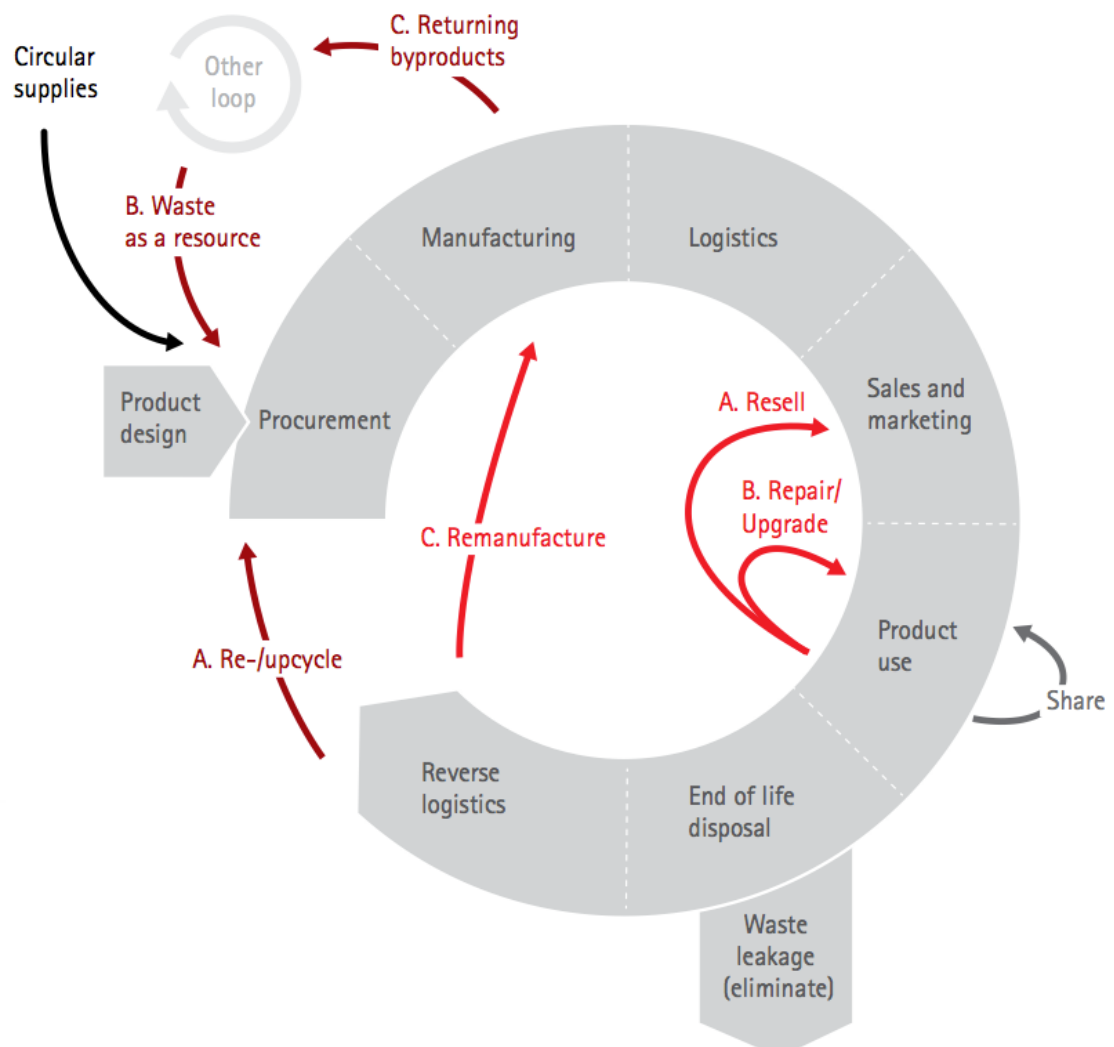 C. Returning
byproducts
Circular
supplies
Other
loop
B. Waste
as a resource
Manufacturing
Logistics
Product
design
Procurement
Sales and
marketing
A. Resell
B. Repair/
Upgrade
C. Remanufacture
Product
use
A. Re-/upcycle
Share
Reverse
logistics
End of life
disposal
Waste
leakage
(eliminate)